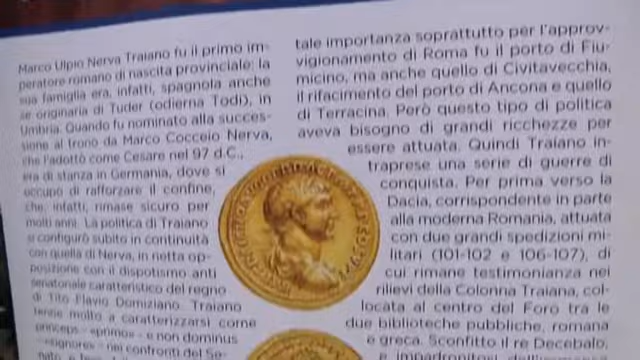 Marco Ulpio Nerva Traiano fu il primo im-
peratore romano di nascita provinciale: la
sua famiglia era, infatti, spagnola anche
se originaria di Tuder (odierna Todi), in
Umbria. Quando fu nominato alla succes-
sione al trono da Marco Cocceio Nerva,
che l'adottò come Cesare nel 97 d.C.,
era di stanza in Germania, dove si
occupò di rafforzare il confine,
che, infatti, rimase sicuro per
molti anni. La politica di Traiano
si configurò subito in continuità
con quella di Nerva, in netta op-
posizione con il dispotismo anti
senatoriale caratteristico del regno
di Tito Flavio Domiziano. Traiano
tenne molto a caratterizzarsi come
princeps - «primo» - e non dominus
- «signore» - nei confronti del Se-
tale importanza soprattutto per l'approv-
vigionamento di Roma fu il porto di Fiu-
micino, ma anche quello di Civitavecchia,
il rifacimento del porto di Ancona e quello
di Terracina. Però questo tipo di politica
aveva bisogno di grandi ricchezze per
essere attuata. Quindi Traiano in-
traprese una serie di guerre di
conquista. Per prima verso la
Dacia, corrispondente in parte
alla moderna Romania, attuata
con due grandi spedizioni mi-
litari (101-102 e 106-107), di
cui rimane testimonianza nei
rilievi della Colonna Traiana, col-
locata al centro del Foro tra le
due biblioteche pubbliche, romana
e greca. Sconfitto il re Decebalo,
e impadronitosi